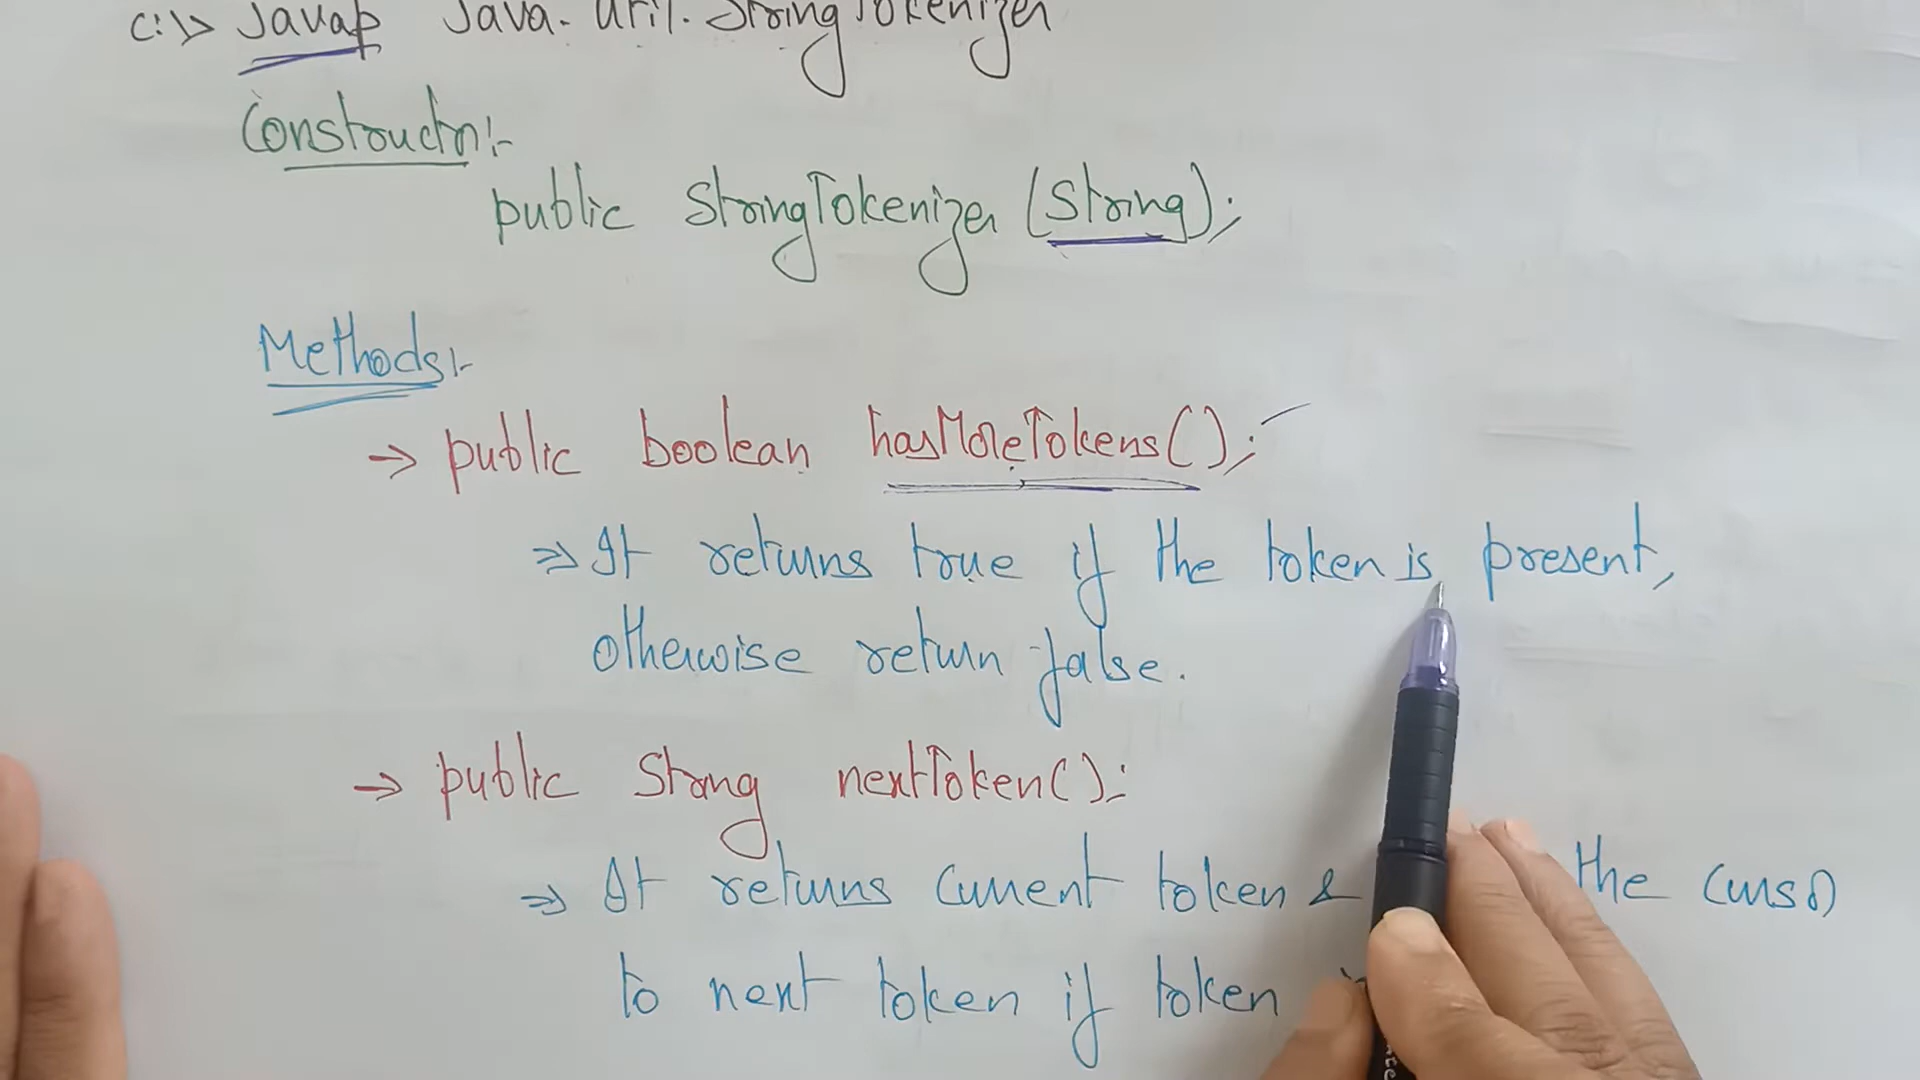 C:\> Javap Java.util.StringTokenizer
Constructor:-
public StringTokenizer (String);
Methods:-
→ public boolean hasMoreTokens();
⇒ It returns true if the token is present,
otherwise return false.
→ public String nextToken();
⇒ It returns current token & the cursor
to next token if token